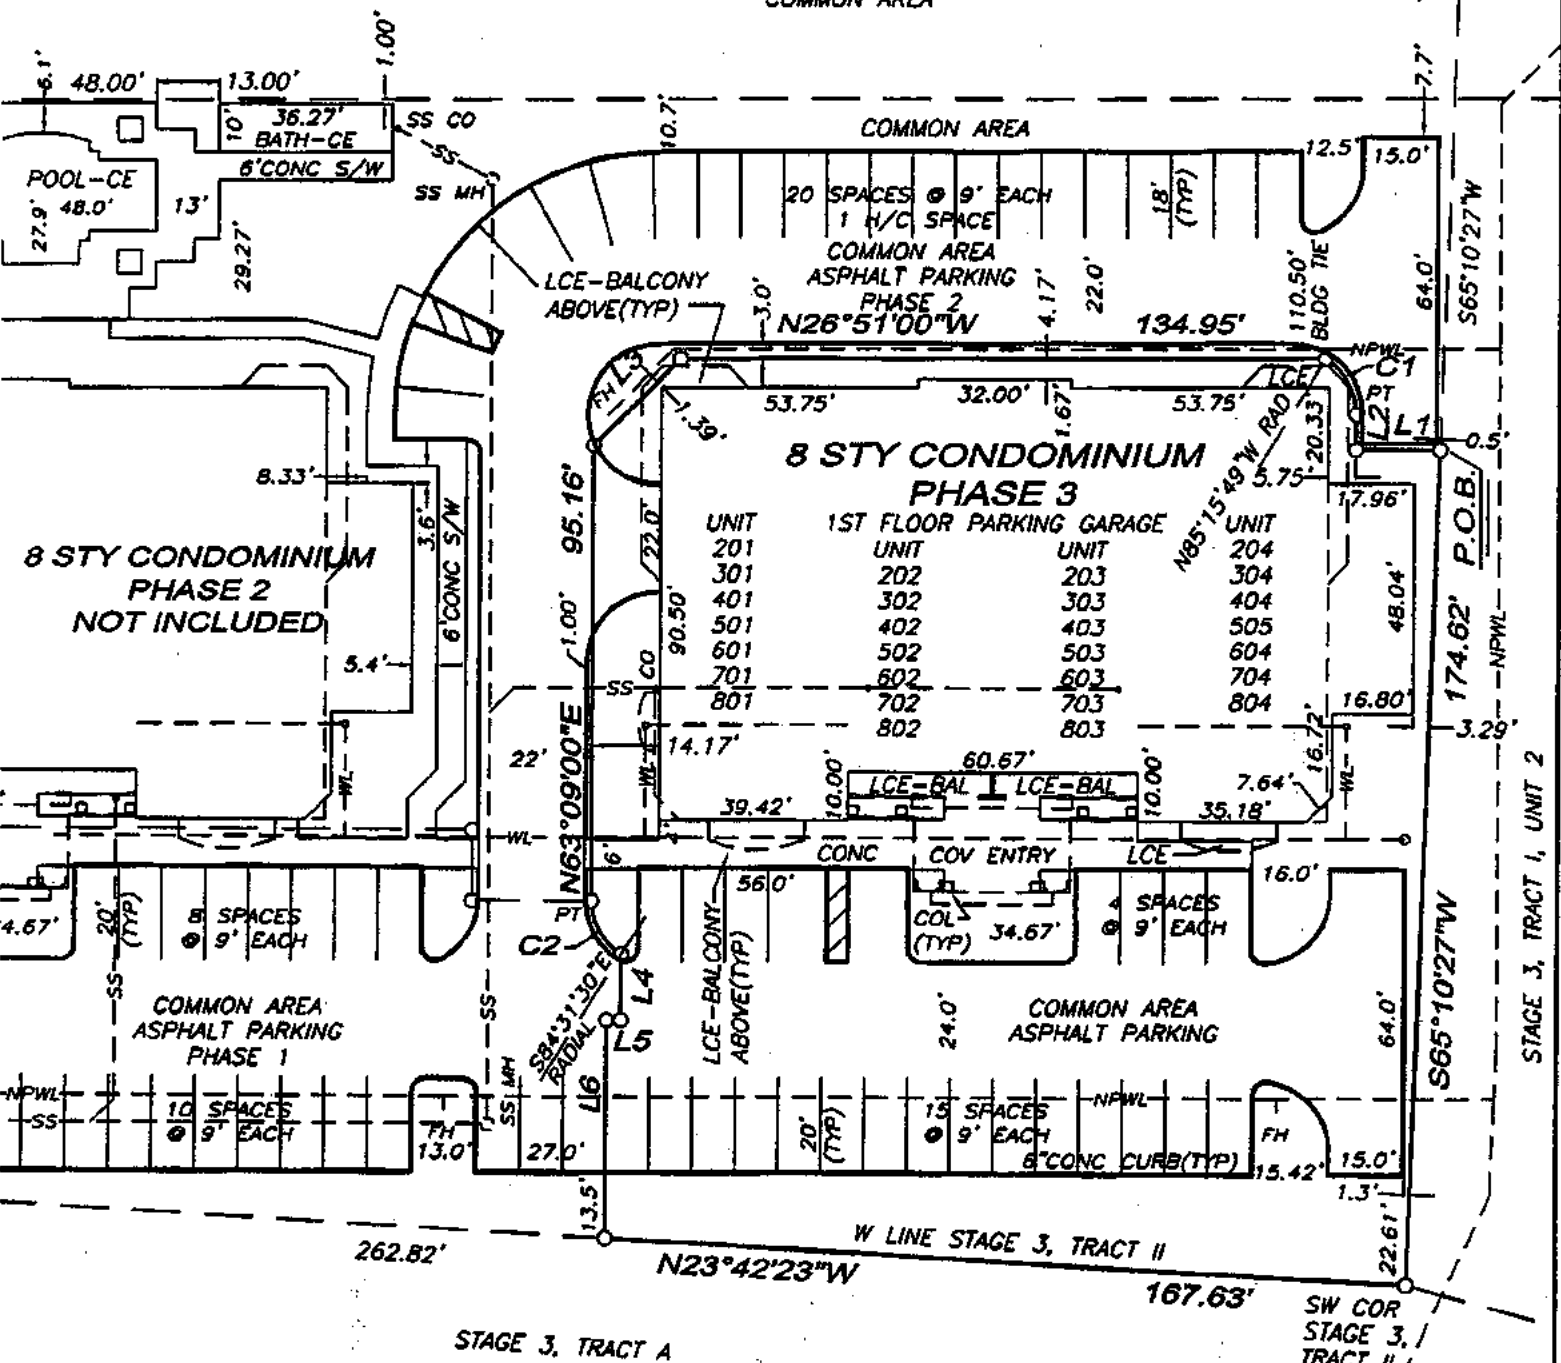 COMMON AREA
6.1'
48.00'
13.00'
1.00'
7.7'
10'
36.27'
BATH-CE
6'CONC S/W
SS CO
SS
SS MH
10.7'
COMMON AREA
12.5'
15.0'
POOL-CE
48.0'
27.9'
13'
29.27'
20 SPACES @ 9' EACH
1 H/C SPACE
18'
(TYP)
COMMON AREA
ASPHALT PARKING
PHASE 2
LCE-BALCONY
ABOVE(TYP)
3.0'
4.17'
22.0'
110.50'
BLDG TIE
64.0'
S65°10'27"W
N26°51'00"W
134.95'
NPWL
C1
PT
L2
L1
0.5'
L3
FH
1.39'
53.75'
32.00'
1.67'
53.75'
LCE
20.33'
N85°15'49"W RAD
5.75
17.96'
P.O.B.
8 STY CONDOMINIUM
PHASE 3
8.33'
3.6'
6'CONC S/W
95.16'
22.0'
UNIT
201
301
401
501
601
701
801
1ST FLOOR PARKING GARAGE
UNIT
202
302
402
502
602
702
802
UNIT
203
303
403
503
603
703
803
UNIT
204
304
404
505
604
704
804
8 STY CONDOMINIUM
PHASE 2
NOT INCLUDED
5.4'
1.00'
90.50'
48.04'
174.62'
NPWL
SS
CO
16.80'
3.29'
22'
14.17'
16.72'
WL
WL
WL
N63°09'00"E
60.67'
LCE-BAL
LCE-BAL
10.00'
10.00'
7.64'
39.42'
35.18'
WL
6'
CONC
COV ENTRY
LCE
56.0'
16.0'
4.67'
20'
(TYP)
8 SPACES
@ 9' EACH
PT
C2
COL
(TYP)
34.67'
4 SPACES
@ 9' EACH
LCE-BALCONY
ABOVE(TYP)
S84°31'30"E
RADIAL
L4
L5
L6
SS
SS
COMMON AREA
ASPHALT PARKING
PHASE 1
24.0'
COMMON AREA
ASPHALT PARKING
64.0'
S65°10'27"W
STAGE 3, TRACT 1, UNIT 2
NPWL
SS
10 SPACES
@ 9' EACH
FH
13.0'
SS MH
27.0'
20'
(TYP)
15 SPACES
@ 9' EACH
NPWL
FH
6"CONC CURB(TYP)
15.42'
15.0'
1.3'
13.5'
22.61'
262.82'
W LINE STAGE 3, TRACT II
N23°42'23"W
167.63'
SW COR
STAGE 3,
TRACT II
STAGE 3, TRACT A